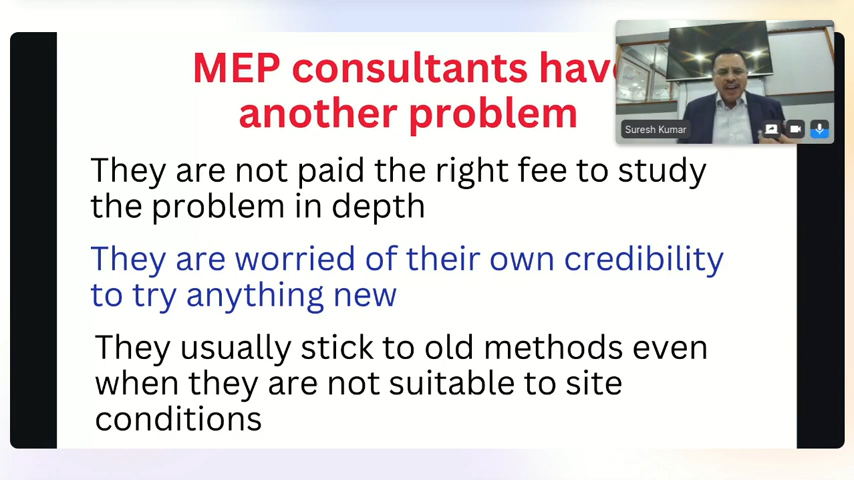 MEP consultants have
another problem
They are not paid the right fee to study
the problem in depth
They are worried of their own credibility
to try anything new
They usually stick to old methods even
when they are not suitable to site
conditions
Suresh Kumar